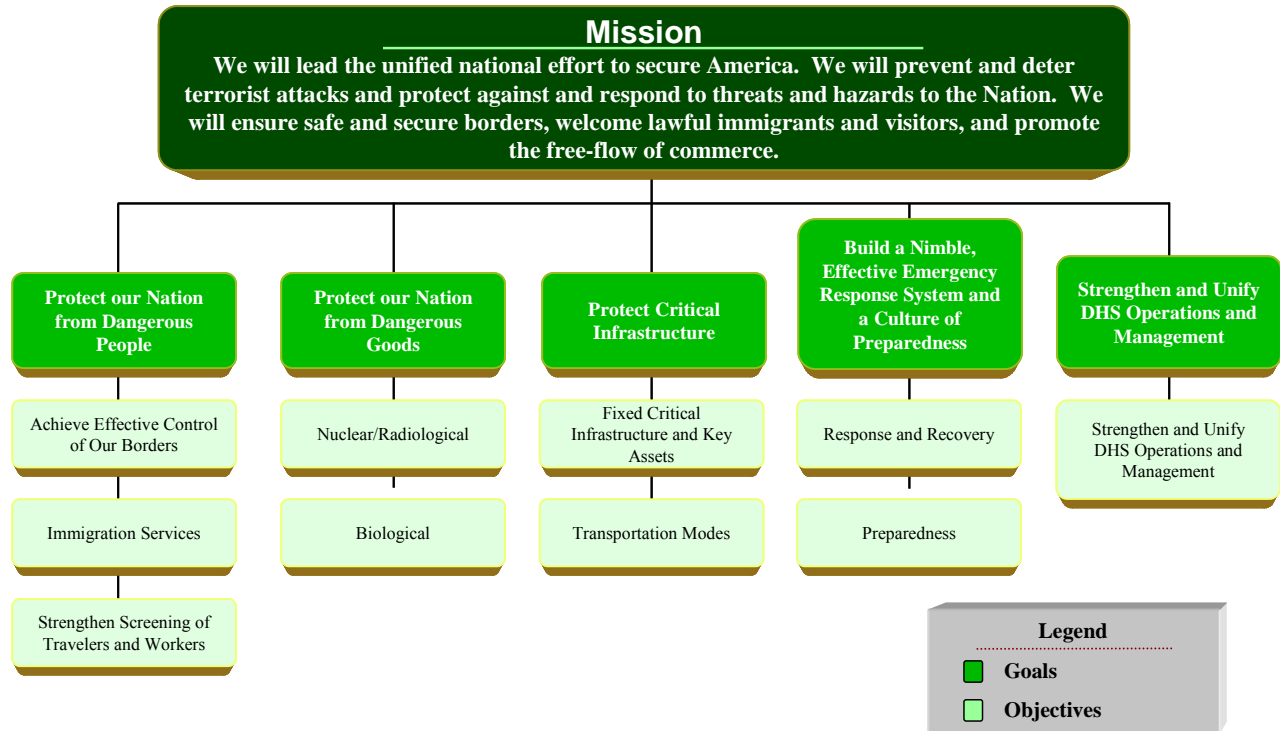 Mission
We will lead the unified national effort to secure America.  We will prevent and deter
terrorist attacks and protect against and respond to threats and hazards to the Nation.  We
will ensure safe and secure borders, welcome lawful immigrants and visitors, and promote
the free-flow of commerce.
Protect our Nation
from Dangerous
People
Protect our Nation
from Dangerous
Goods
Protect Critical
Infrastructure
Build a Nimble,
Effective Emergency
Response System and
a Culture of
Preparedness
Strengthen and Unify
DHS Operations and
Management
Achieve Effective Control
of Our Borders
Nuclear/Radiological
Fixed Critical
Infrastructure and Key
Assets
Response and Recovery
Strengthen and Unify
DHS Operations and
Management
Immigration Services
Biological
Transportation Modes
Preparedness
Strengthen Screening of
Travelers and Workers
Legend
Goals
Objectives